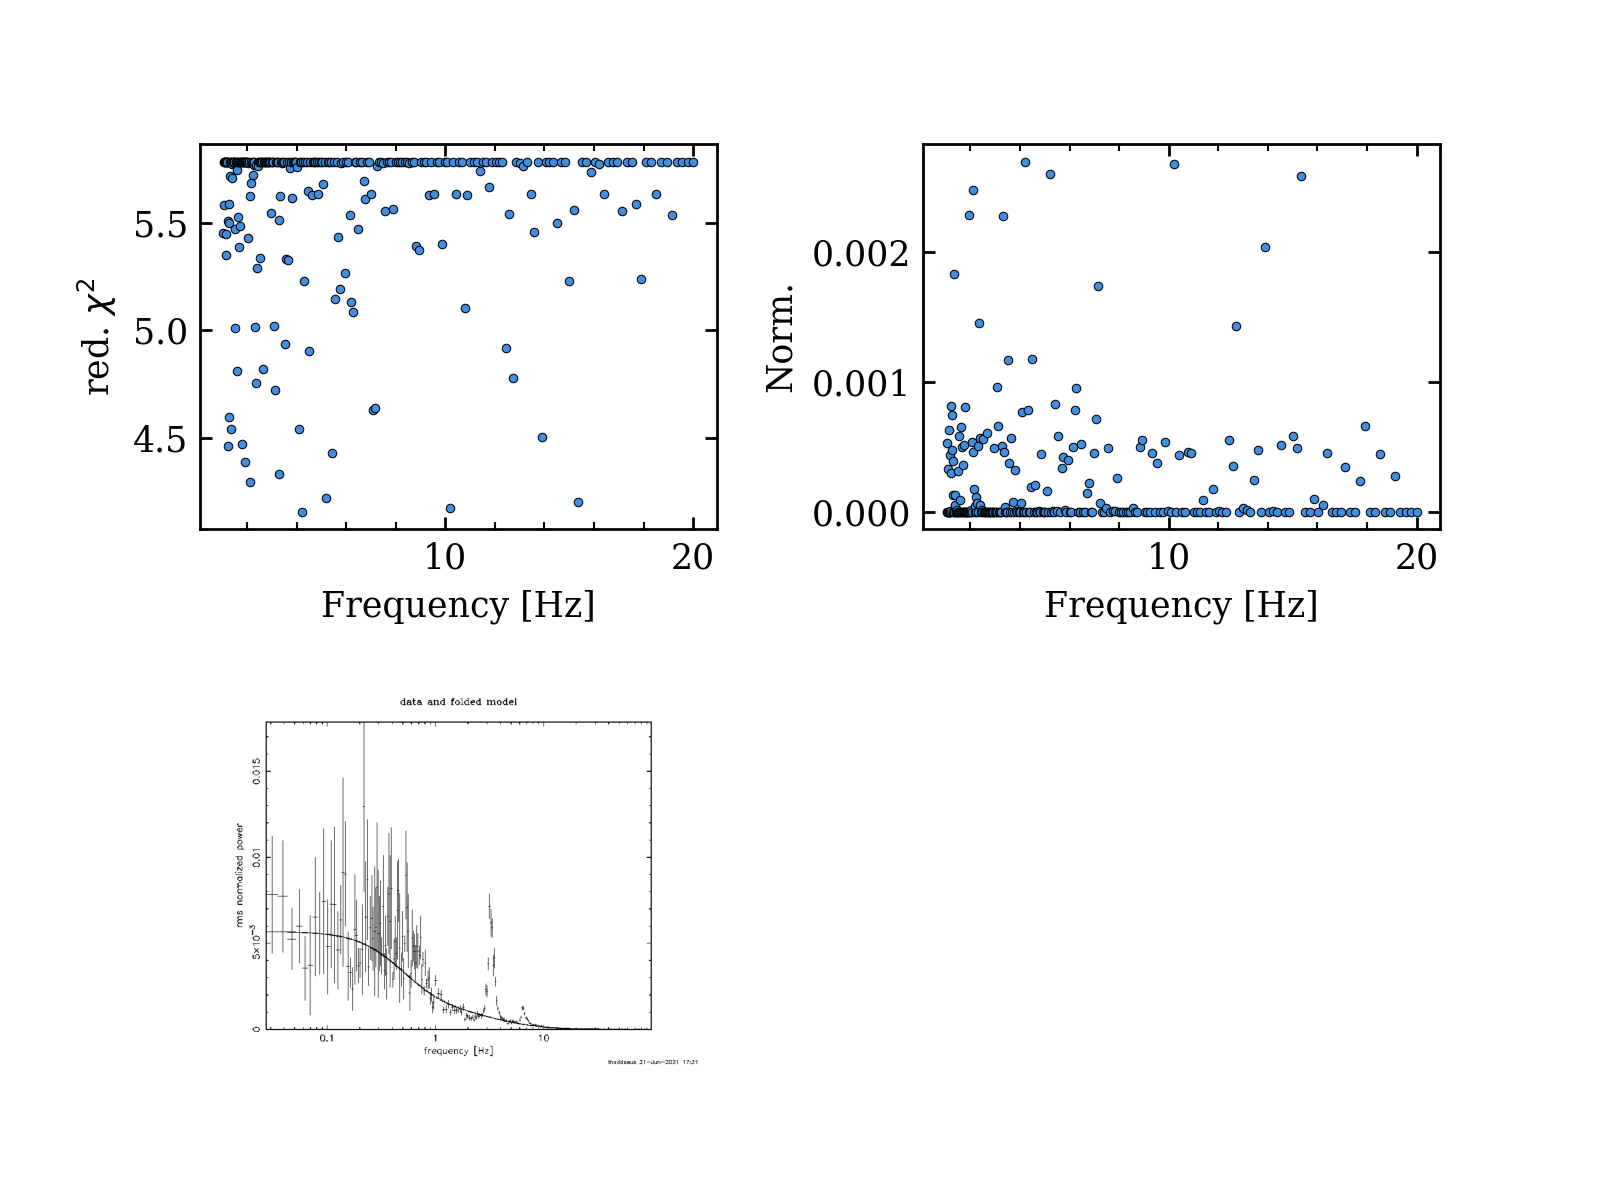 red. χ²
5.5
5.0
4.5
10
20
Frequency [Hz]
Norm.
0.002
0.001
0.000
10
20
Frequency [Hz]
data and folded model
rms normalized power
0.015
0.01
5×10⁻³
0
0.1
1
10
frequency [Hz]
thaddaeus 21-Jun-2021 17:31